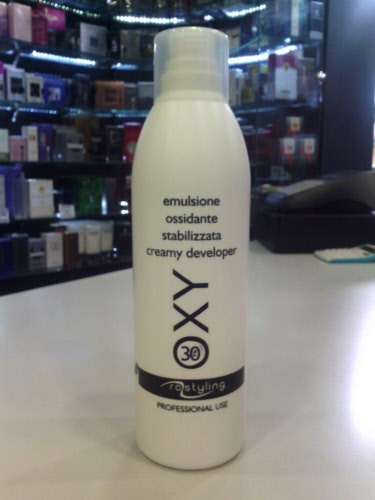 emulsione
ossidante
stabilizzata
creamy developer
OXY
30
restyling
PROFESSIONAL USE